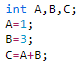 int A,B,C;
A=1;
B=3;
C=A+B;